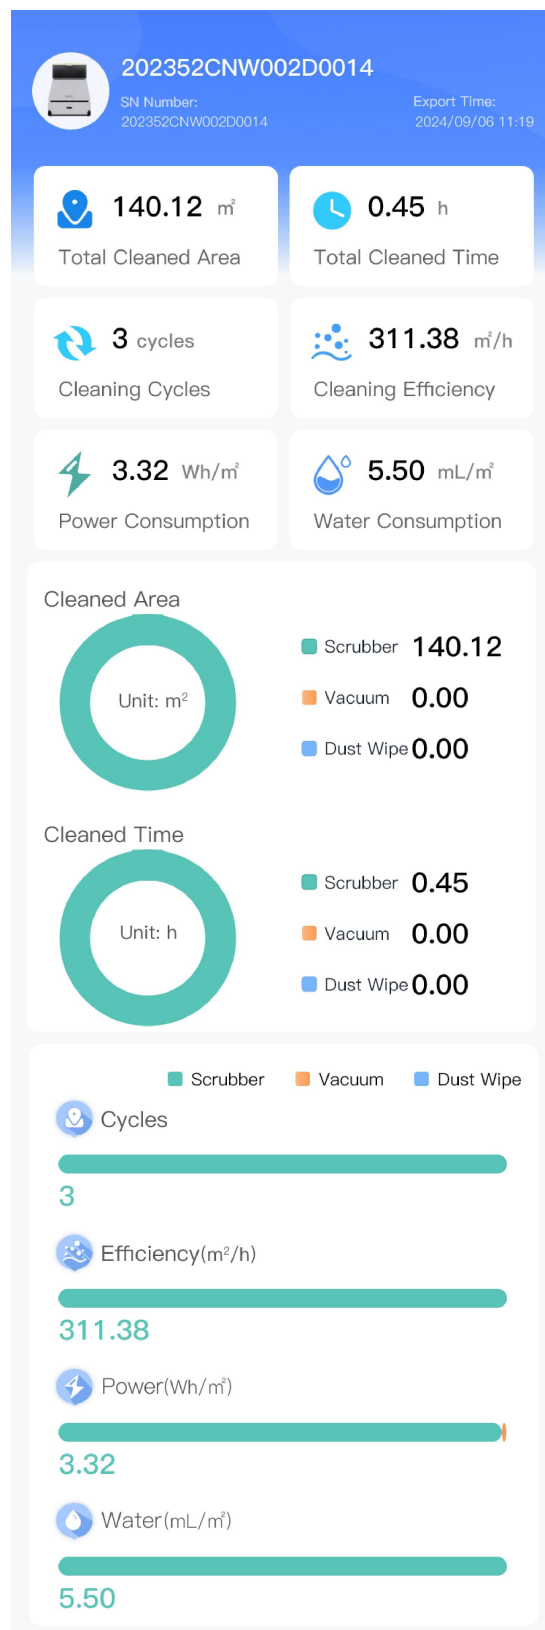 202352CNW002D0014
SN Number:
202352CNW002D0014
Export Time:
2024/09/06 11:19
140.12 ㎡
Total Cleaned Area
0.45 h
Total Cleaned Time
3 cycles
Cleaning Cycles
311.38 ㎡/h
Cleaning Efficiency
3.32 Wh/㎡
Power Consumption
5.50 mL/㎡
Water Consumption
Cleaned Area
Unit: m²
Scrubber 140.12
Vacuum 0.00
Dust Wipe 0.00
Cleaned Time
Unit: h
Scrubber 0.45
Vacuum 0.00
Dust Wipe 0.00
Scrubber Vacuum Dust Wipe
Cycles
3
Efficiency(m²/h)
311.38
Power(Wh/㎡)
3.32
Water(mL/㎡)
5.50